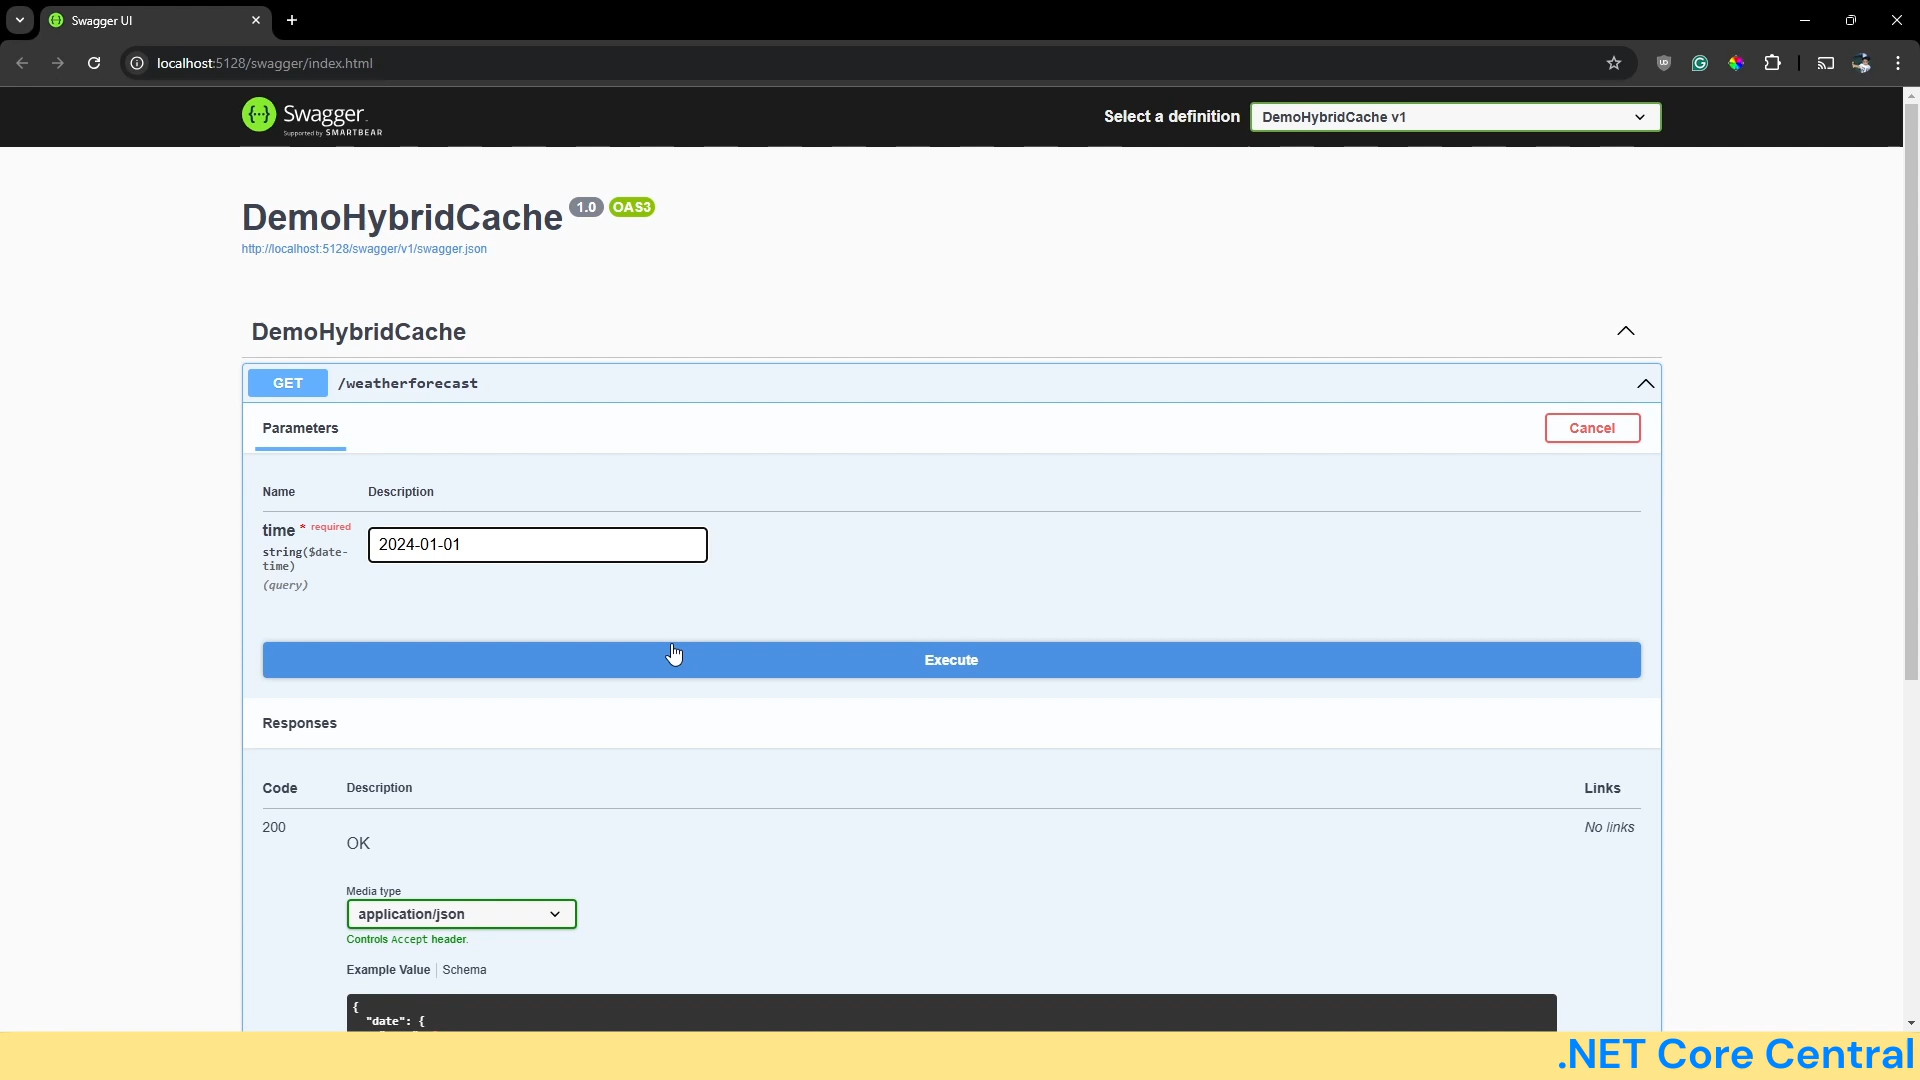 Swagger UI
localhost:5128/swagger/index.html
Swagger
Supported by SMARTBEAR
Select a definition
DemoHybridCache v1
DemoHybridCache 1.0 OAS3
http://localhost:5128/swagger/v1/swagger.json
DemoHybridCache
GET /weatherforecast
Parameters
Cancel
Name Description
time * required
string($date-
time)
(query)
2024-01-01
Execute
Responses
Code Description Links
200 No links
OK
Media type
application/json
Controls Accept header.
Example Value Schema
{
"date": {
.NET Core Central